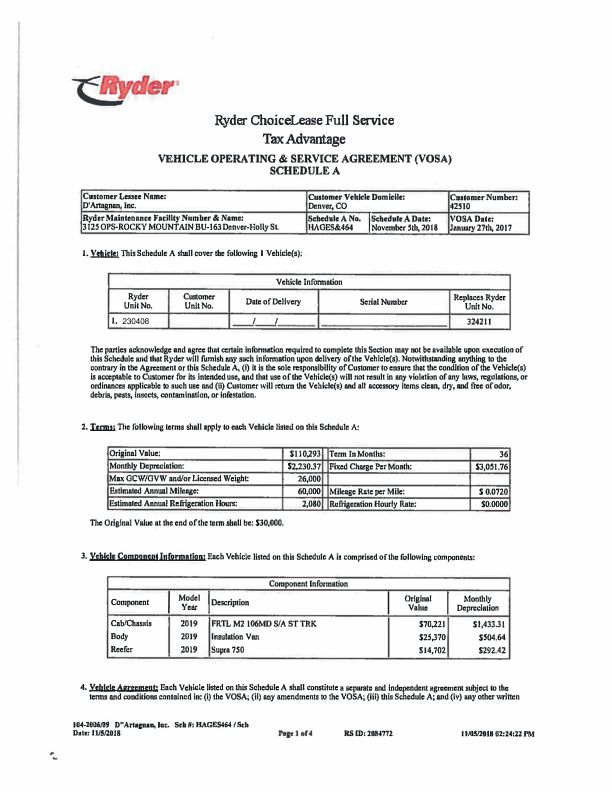 Ryder
Ryder ChoiceLease Full Service
Tax Advantage
VEHICLE OPERATING & SERVICE AGREEMENT (VOSA)
SCHEDULE A
Customer Lessee Name: Customer Vehicle Domicile: Customer Number:
D'Artagnan, Inc. Denver, CO 42510
Ryder Maintenance Facility Number & Name: Schedule A No. Schedule A Date: VOSA Date:
3125 OPS-ROCKY MOUNTAIN BU-163 Denver-Holly St. HAGES&464 November 5th, 2018 January 27th, 2017
1. Vehicle: This Schedule A shall cover the following 1 Vehicle(s):
Vehicle Information
Ryder Unit No. Customer Unit No. Date of Delivery Serial Number Replaces Ryder Unit No.
1. 230408 __/__/____ 324211
The parties acknowledge and agree that certain information required to complete this Section may not be available upon execution of
this Schedule and that Ryder will furnish any such information upon delivery of the Vehicle(s). Notwithstanding anything to the
contrary in the Agreement or this Schedule A, (i) it is the sole responsibility of Customer to ensure that the condition of the Vehicle(s)
is acceptable to Customer for its intended use, and that use of the Vehicle(s) will not result in any violation of any laws, regulations, or
ordinances applicable to such use and (ii) Customer will return the Vehicle(s) and all accessory items clean, dry, and free of odor,
debris, pests, insects, contamination, or infestation.
2. Terms: The following terms shall apply to each Vehicle listed on this Schedule A:
Original Value: $110,293 Term In Months: 36
Monthly Depreciation: $2,230.37 Fixed Charge Per Month: $3,051.76
Max GCW/GVW and/or Licensed Weight: 26,000
Estimated Annual Mileage: 60,000 Mileage Rate per Mile: $ 0.0720
Estimated Annual Refrigeration Hours: 2,080 Refrigeration Hourly Rate: $0.0000
The Original Value at the end of the term shall be: $30,000.
3. Vehicle Component Information: Each Vehicle listed on this Schedule A is comprised of the following components:
Component Information
Component Model Year Description Original Value Monthly Depreciation
Cab/Chassis 2019 FRTL M2 106MD S/A ST TRK $70,221 $1,433.31
Body 2019 Insulation Van $25,370 $504.64
Reefer 2019 Supra 750 $14,702 $292.42
4. Vehicle Agreement: Each Vehicle listed on this Schedule A shall constitute a separate and independent agreement subject to the
terms and conditions contained in: (i) the VOSA; (ii) any amendments to the VOSA; (iii) this Schedule A; and (iv) any other written
104-2006/09 D"Artagnan, Inc. Sch #: HAGES464 / Sch
Date: 11/5/2018 Page 1 of 4 RS ID: 2084772 11/05/2018 02:24:22 PM